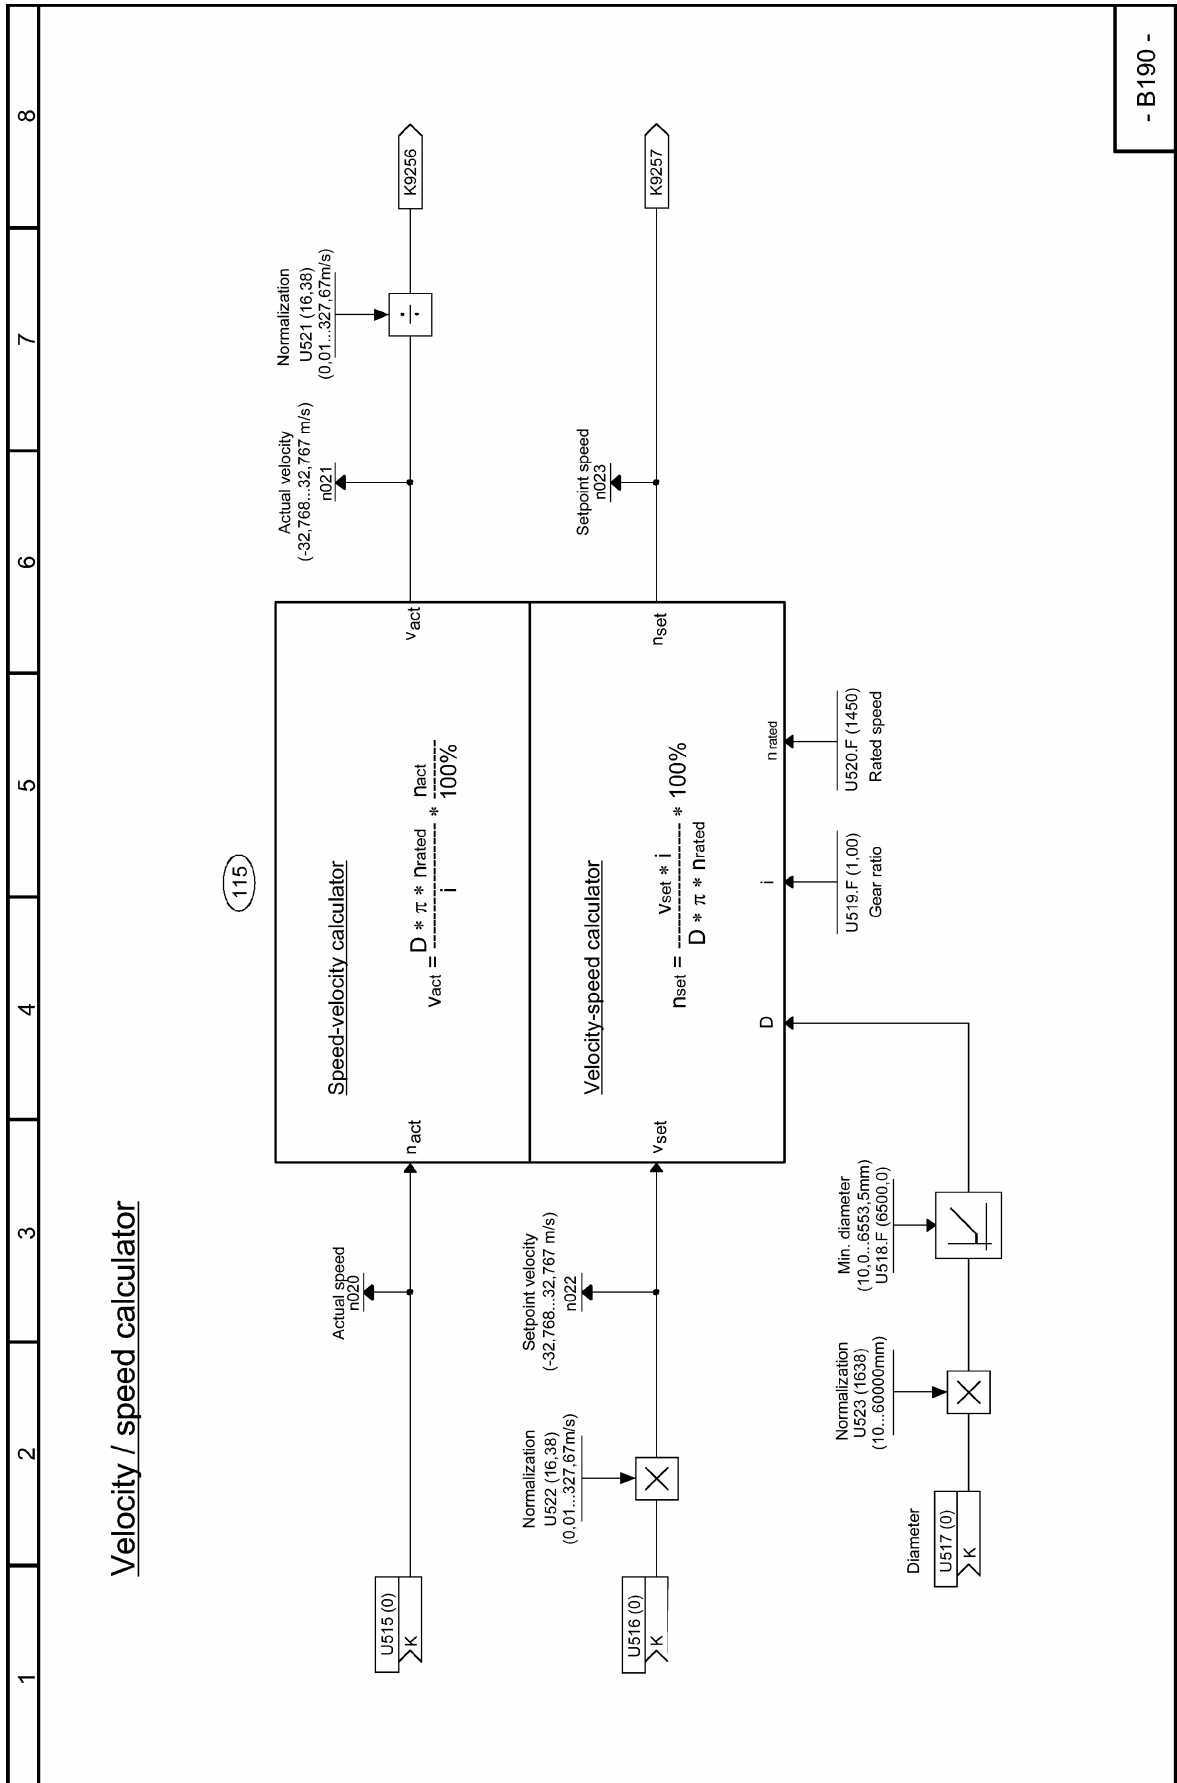 1 2 3 4 5 6 7 8
Velocity / speed calculator
115
Speed-velocity calculator
vact = D * π * nrated / i * nact / 100%
nact
vact
Velocity-speed calculator
nset = vset * i / D * π * nrated * 100%
vset
nset
D
i
n rated
U515 (0)
K
Actual speed
n020
Actual velocity
(-32,768...32,767 m/s)
n021
Normalization
U521 (16,38)
(0,01...327,67m/s)
÷
K9256
U516 (0)
K
Normalization
U522 (16,38)
(0,01...327,67m/s)
Setpoint velocity
(-32,768...32,767 m/s)
n022
Setpoint speed
n023
K9257
Diameter
U517 (0)
K
Normalization
U523 (1638)
(10...60000mm)
Min. diameter
(10,0...6553,5mm)
U518.F (6500,0)
U519.F (1,00)
Gear ratio
U520.F (1450)
Rated speed
- B190 -